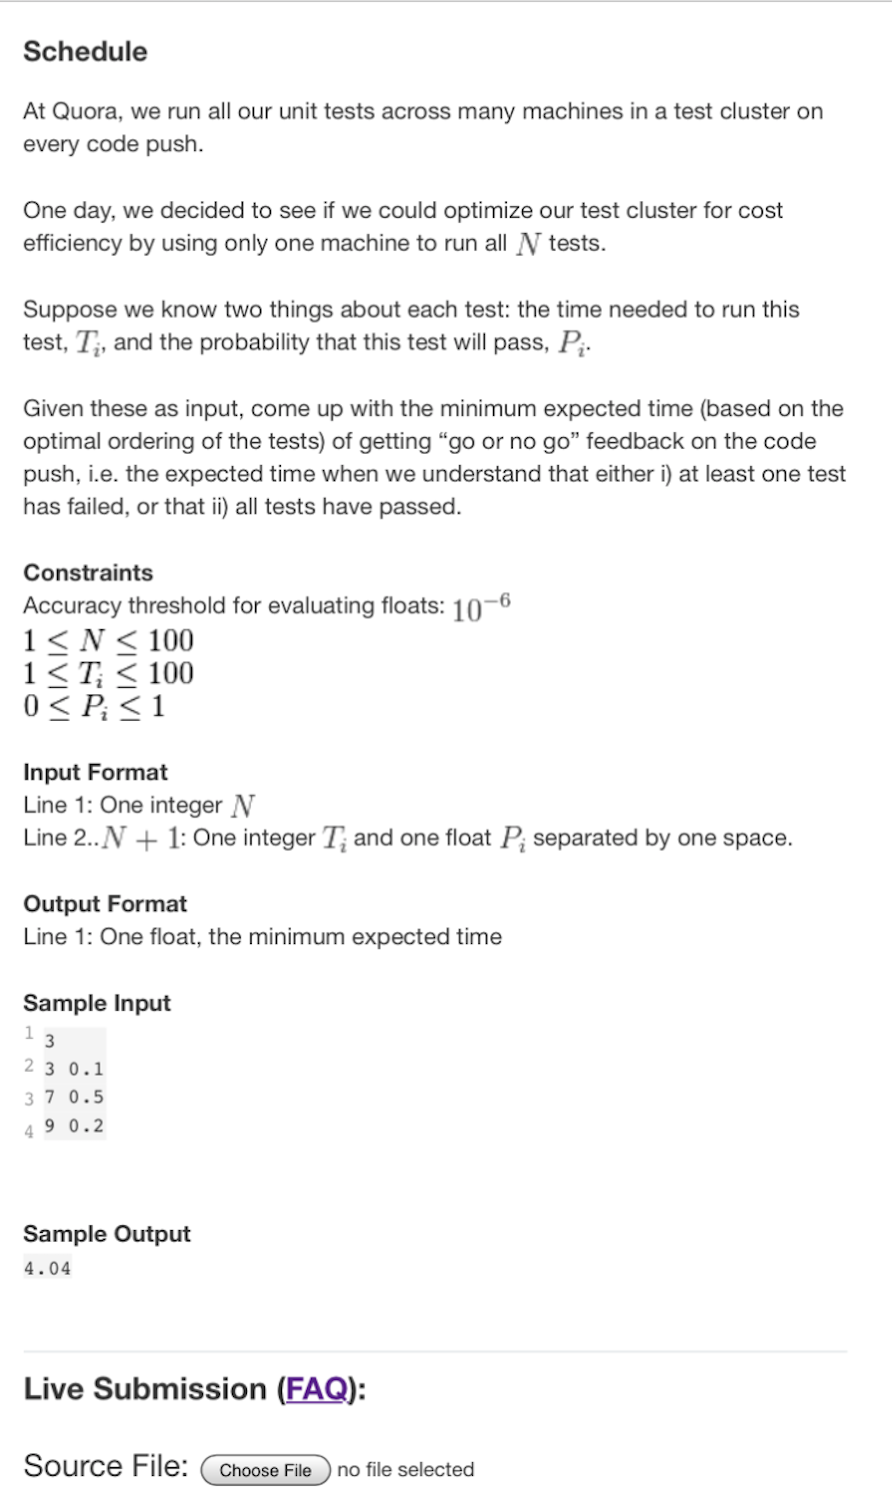 Schedule
At Quora, we run all our unit tests across many machines in a test cluster on
every code push.
One day, we decided to see if we could optimize our test cluster for cost
efficiency by using only one machine to run all N tests.
Suppose we know two things about each test: the time needed to run this
test, T_i, and the probability that this test will pass, P_i.
Given these as input, come up with the minimum expected time (based on the
optimal ordering of the tests) of getting “go or no go” feedback on the code
push, i.e. the expected time when we understand that either i) at least one test
has failed, or that ii) all tests have passed.
Constraints
Accuracy threshold for evaluating floats: 10^{-6}
1 ≤ N ≤ 100
1 ≤ T_i ≤ 100
0 ≤ P_i ≤ 1
Input Format
Line 1: One integer N
Line 2..N + 1: One integer T_i and one float P_i separated by one space.
Output Format
Line 1: One float, the minimum expected time
Sample Input
1 3
2 3 0.1
3 7 0.5
4 9 0.2
Sample Output
4.04
Live Submission (FAQ):
Source File: Choose File no file selected